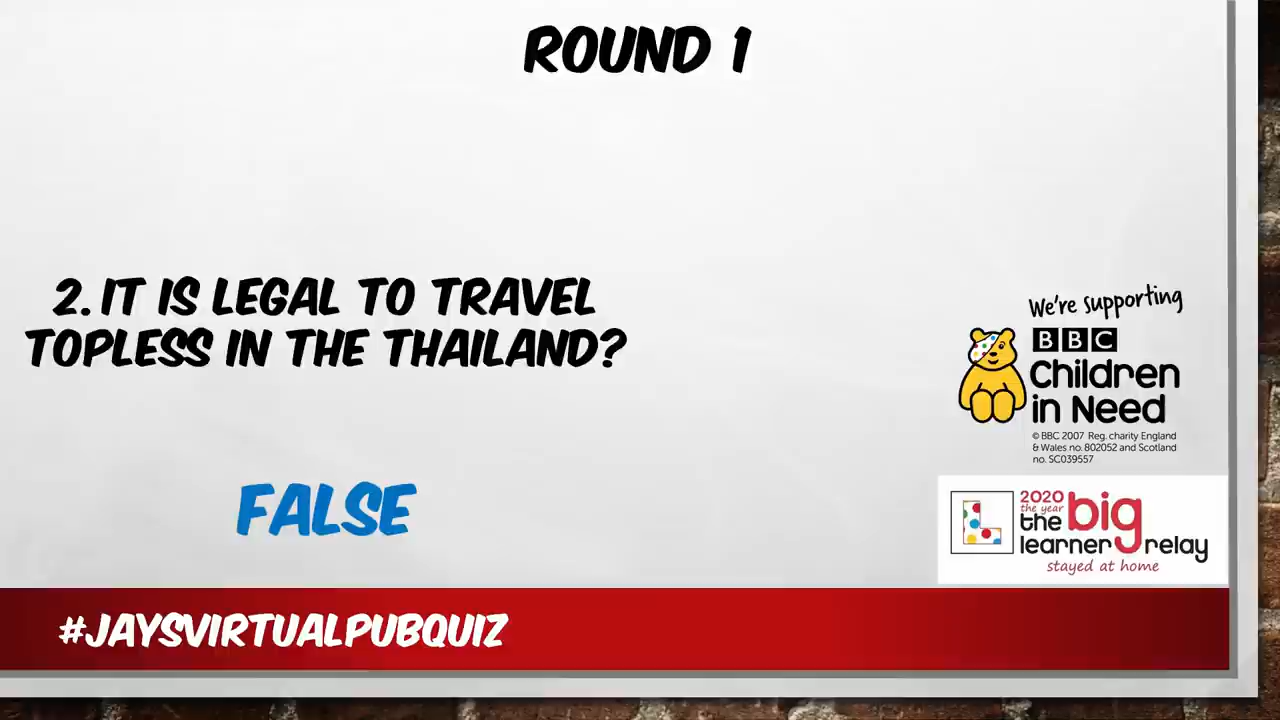 ROUND 1
2. IT IS LEGAL TO TRAVEL
TOPLESS IN THE THAILAND?
FALSE
We're supporting
BBC
Children
in Need
© BBC 2007 Reg. charity England
& Wales no. 802052 and Scotland
no. SC039557
2020
the year
the big
learner relay
stayed at home
#JAYSVIRTUALPUBQUIZ